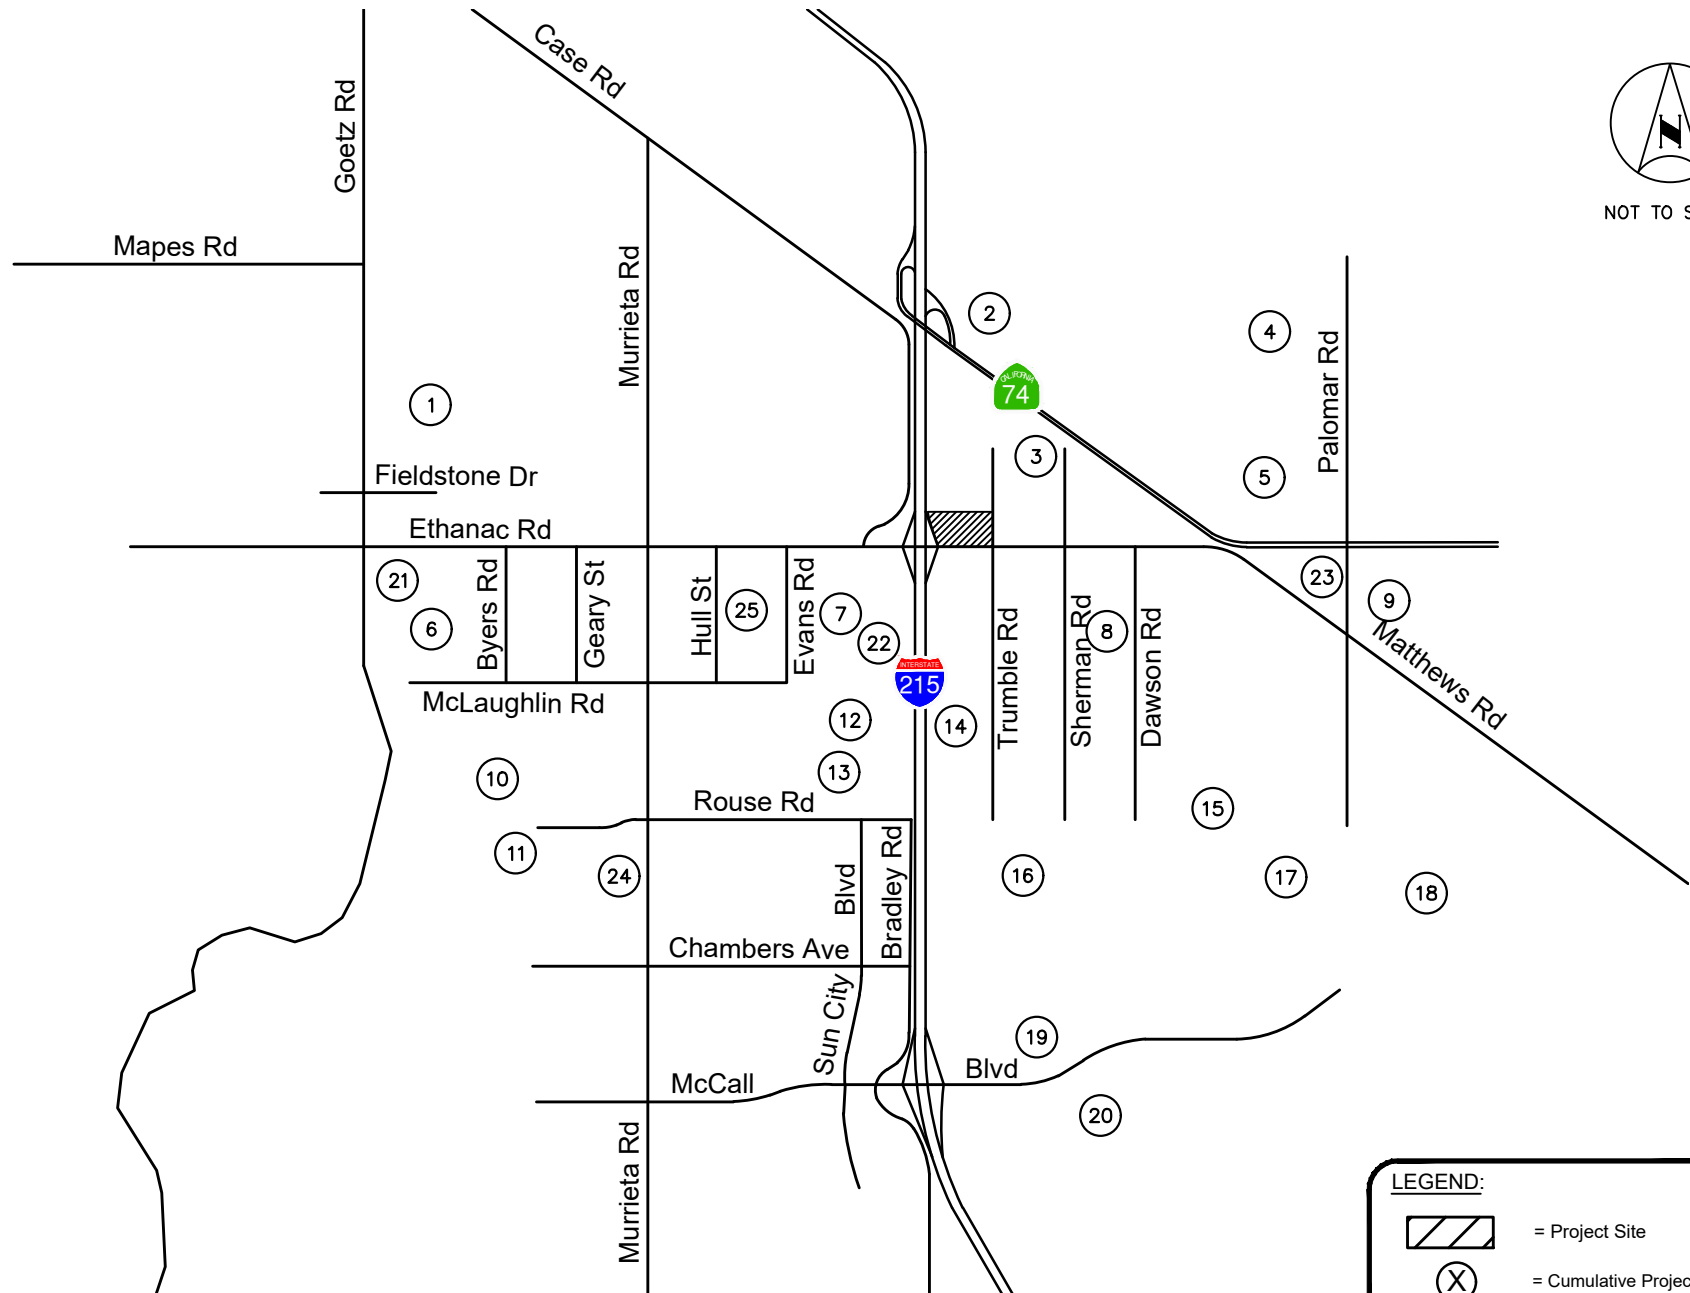 Case Rd
Goetz Rd
N
NOT TO S
Mapes Rd
Murrieta Rd
2
4
Palomar Rd
CALIFORNIA
74
1
3
5
Fieldstone Dr
Ethanac Rd
21
6
Byers Rd
Geary St
Hull St
25
Evans Rd
7
22
INTERSTATE
215
Trumble Rd
Sherman Rd
8
Dawson Rd
23
9
Matthews Rd
McLaughlin Rd
12
14
13
10
Rouse Rd
15
11
24
Blvd
Bradley Rd
16
17
18
Chambers Ave
Sun City
19
McCall
Blvd
20
Murrieta Rd
LEGEND:
= Project Site
X
= Cumulative Projec